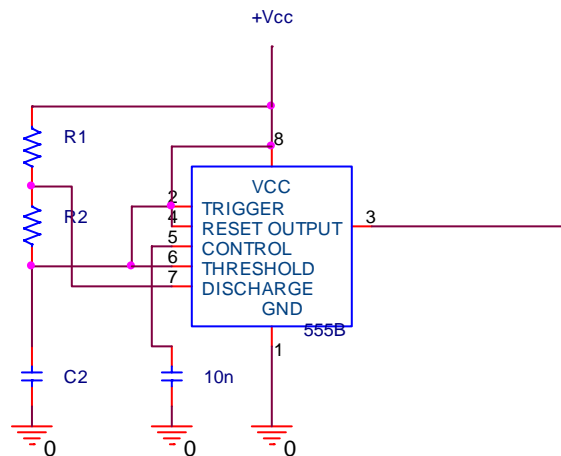 +Vcc
R1
8
VCC
2
TRIGGER
R2
4
RESET OUTPUT
3
5
CONTROL
6
THRESHOLD
7
DISCHARGE
GND
555B
1
C2
10n
0
0
0